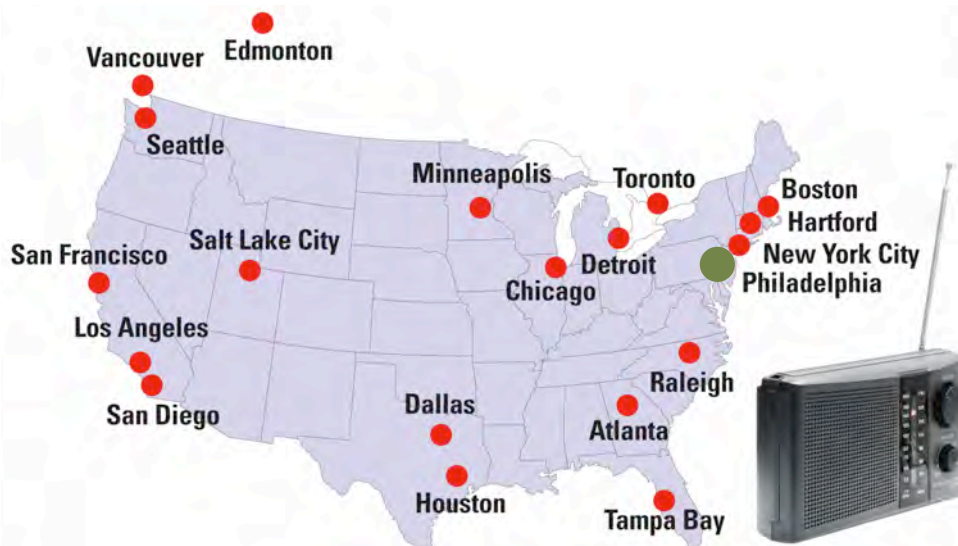 Edmonton
Vancouver
Seattle
Minneapolis
Toronto
Boston
Hartford
San Francisco
Salt Lake City
New York City
Detroit
Chicago
Philadelphia
Los Angeles
Raleigh
San Diego
Dallas
Atlanta
Houston
Tampa Bay